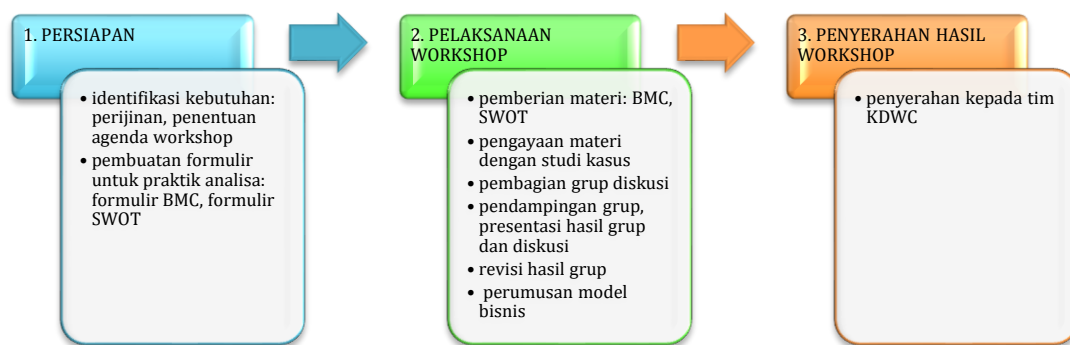 1. PERSIAPAN
• identifikasi kebutuhan:
perijinan, penentuan
agenda workshop
• pembuatan formulir
untuk praktik analisa:
formulir BMC, formulir
SWOT
2. PELAKSANAAN
WORKSHOP
• pemberian materi: BMC,
SWOT
• pengayaan materi
dengan studi kasus
• pembagian grup diskusi
• pendampingan grup,
presentasi hasil grup
dan diskusi
• revisi hasil grup
• perumusan model
bisnis
3. PENYERAHAN HASIL
WORKSHOP
• penyerahan kepada tim
KDWC